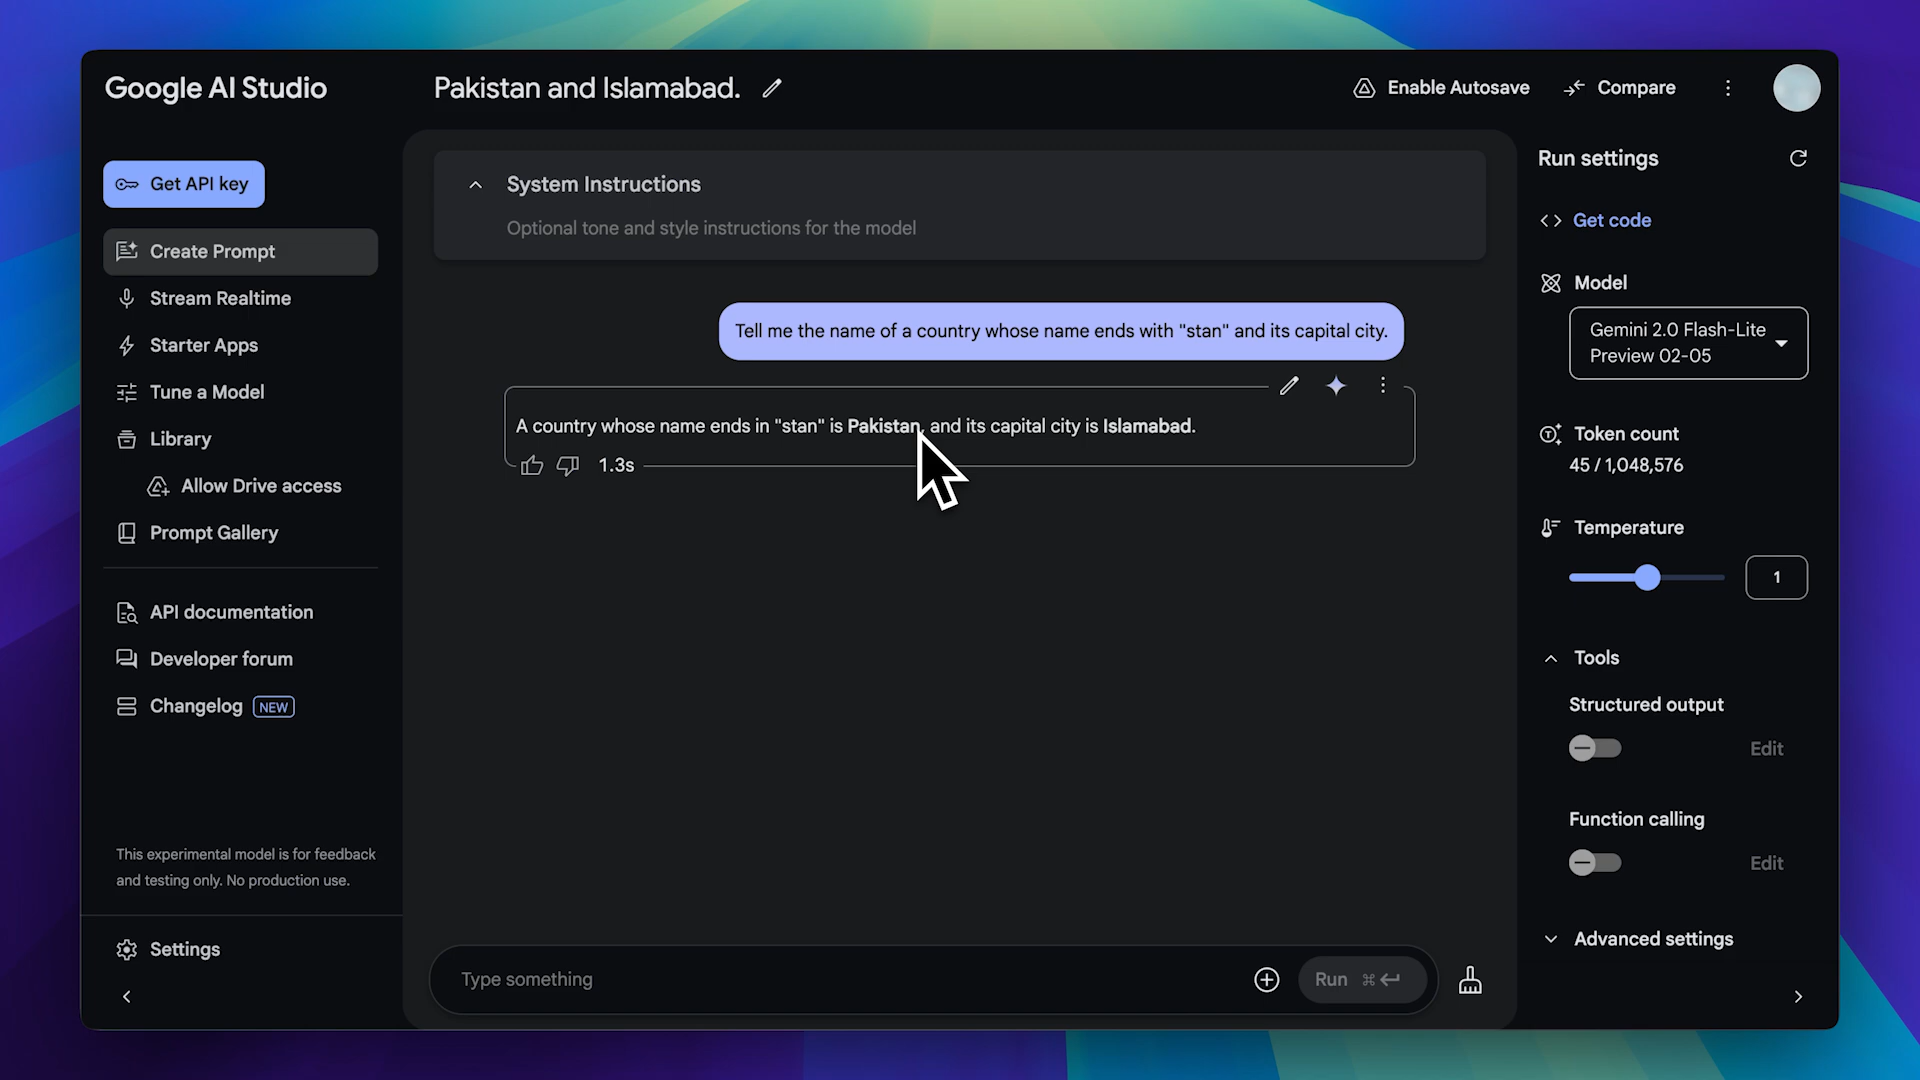 Google AI Studio
Pakistan and Islamabad.
Enable Autosave
Compare
Get API key
Create Prompt
Stream Realtime
Starter Apps
Tune a Model
Library
Allow Drive access
Prompt Gallery
API documentation
Developer forum
Changelog NEW
This experimental model is for feedback
and testing only. No production use.
Settings
System Instructions
Optional tone and style instructions for the model
Tell me the name of a country whose name ends with "stan" and its capital city.
A country whose name ends in "stan" is Pakistan, and its capital city is Islamabad.
1.3s
Type something
Run ⌘↵
Run settings
Get code
Model
Gemini 2.0 Flash-Lite
Preview 02-05
Token count
45 / 1,048,576
Temperature
1
Tools
Structured output
Edit
Function calling
Edit
Advanced settings